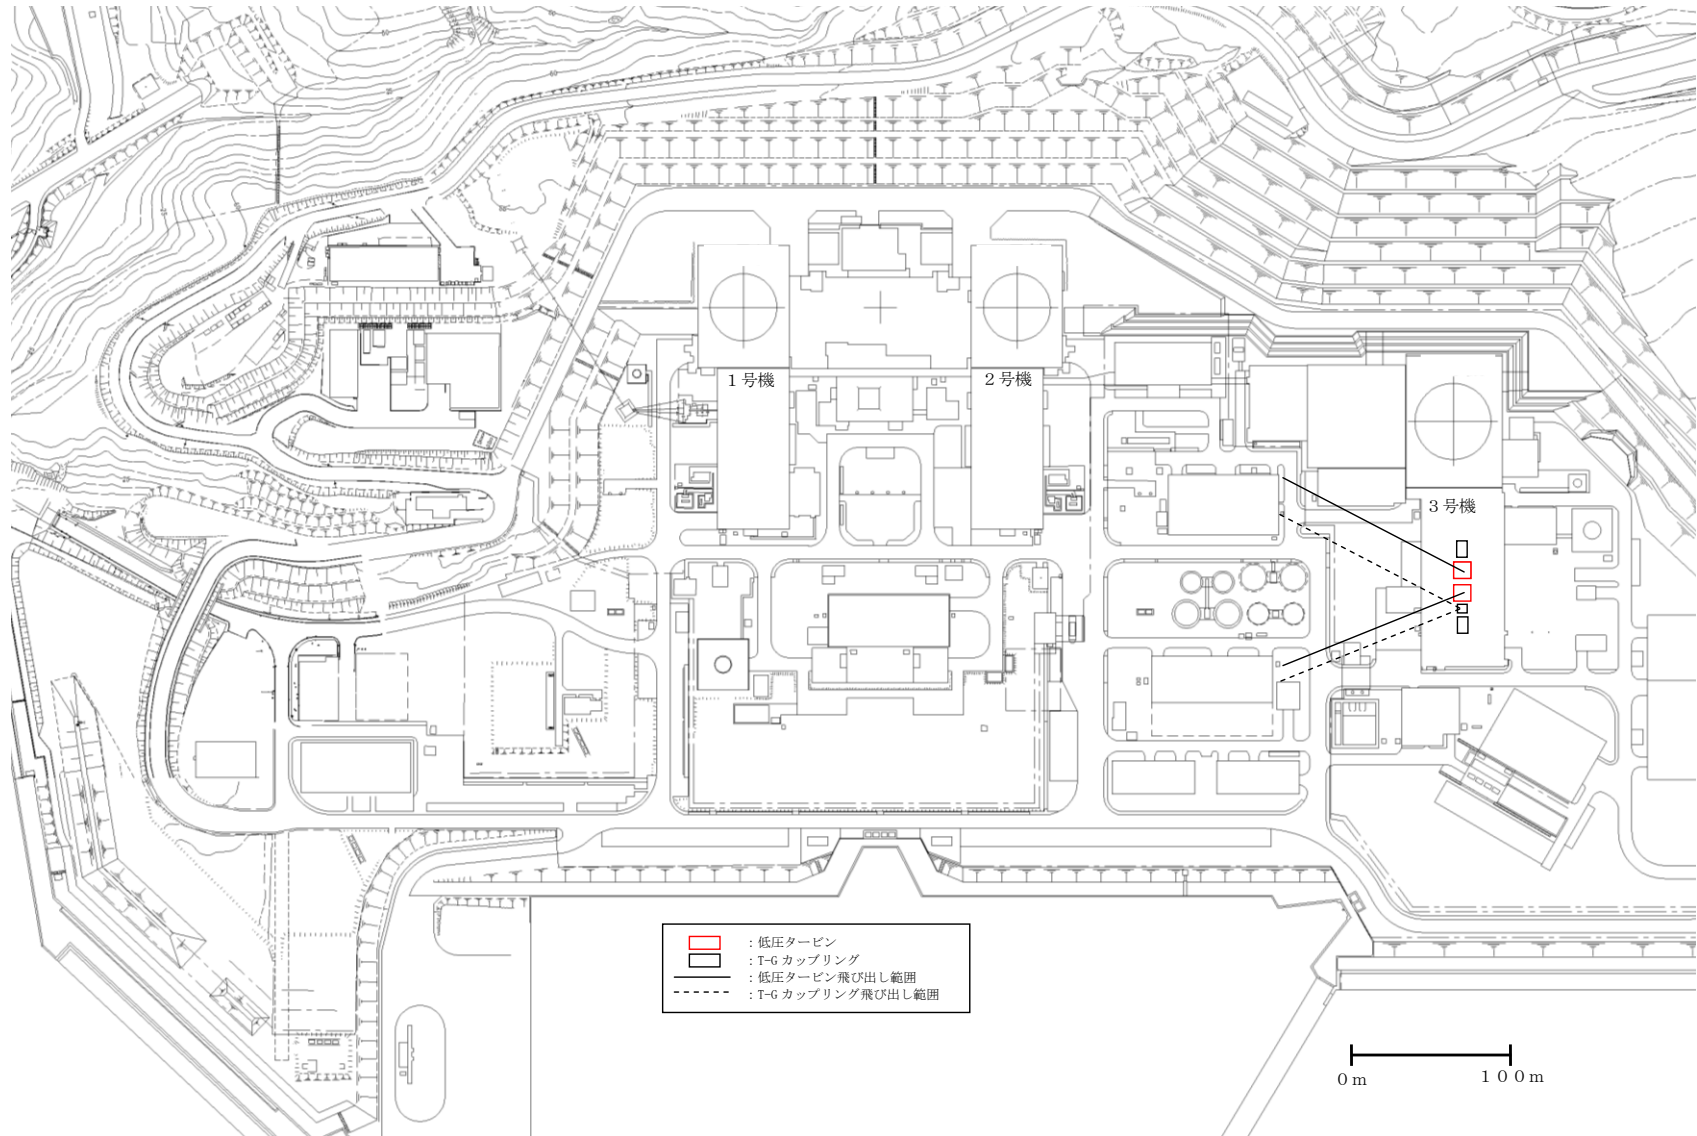 1号機
2号機
3号機
：低圧タービン
：T-Gカップリング
：低圧タービン飛び出し範囲
：T-Gカップリング飛び出し範囲
0m
100m